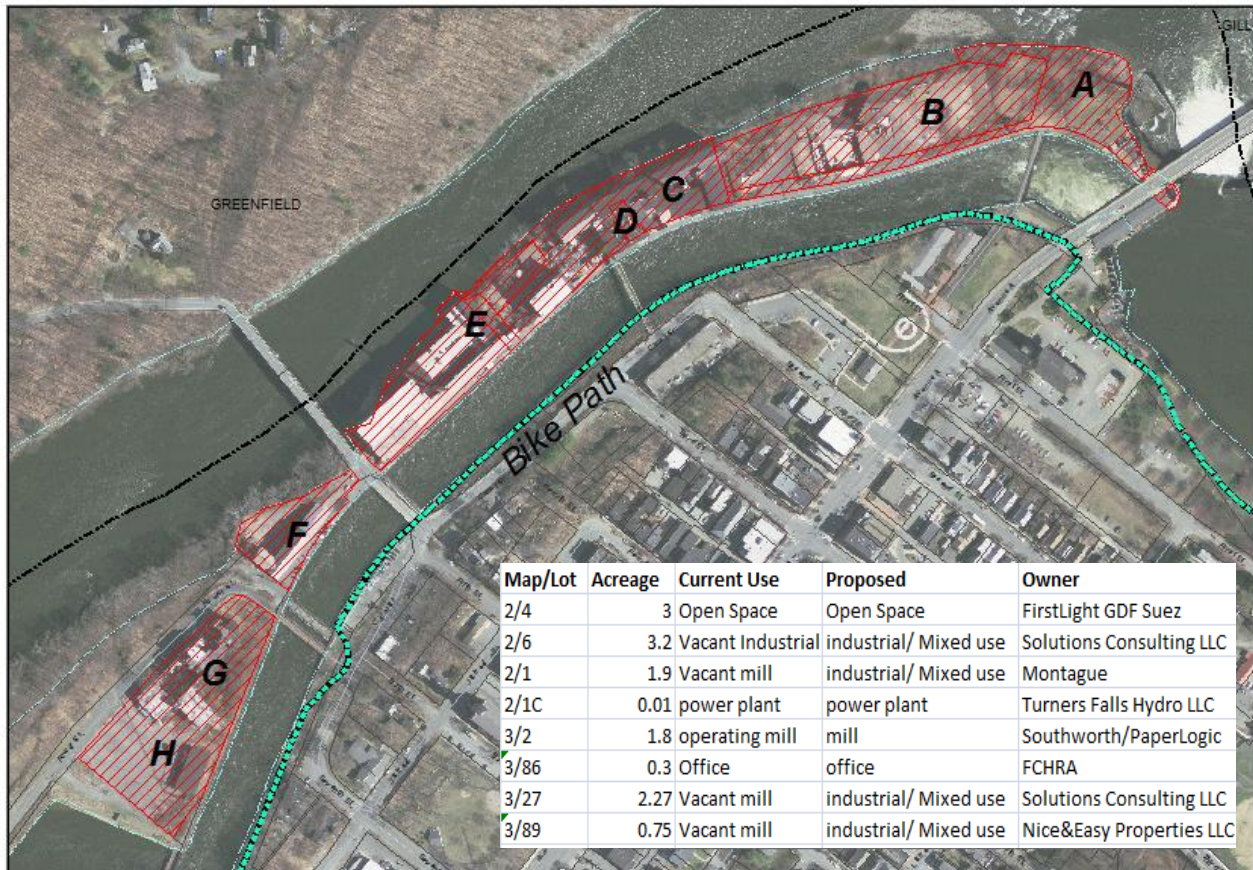 GILL
A
B
GREENFIELD
C
D
E
Bike Path
F
G
H
Map/Lot Acreage Current Use Proposed Owner
2/4 3 Open Space Open Space FirstLight GDF Suez
2/6 3.2 Vacant Industrial industrial/ Mixed use Solutions Consulting LLC
2/1 1.9 Vacant mill industrial/ Mixed use Montague
2/1C 0.01 power plant power plant Turners Falls Hydro LLC
3/2 1.8 operating mill mill Southworth/PaperLogic
3/86 0.3 Office office FCHRA
3/27 2.27 Vacant mill industrial/ Mixed use Solutions Consulting LLC
3/89 0.75 Vacant mill industrial/ Mixed use Nice&Easy Properties LLC